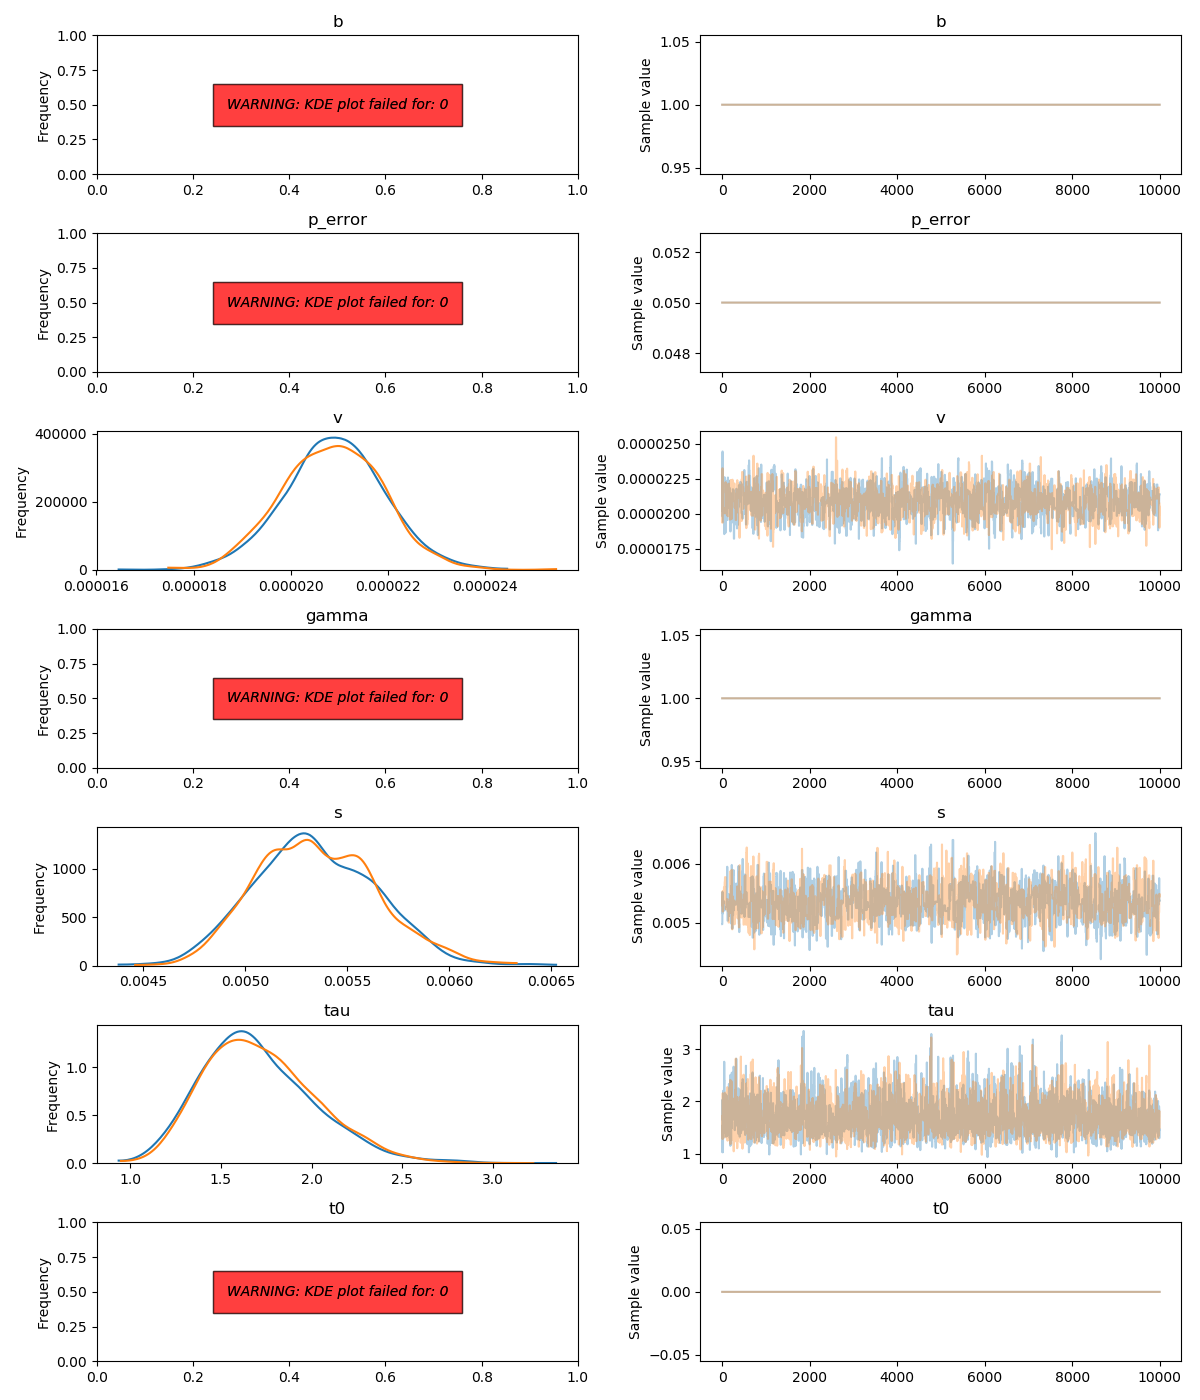 b
1.00
0.75
0.50
0.25
0.00
Frequency
WARNING: KDE plot failed for: 0
0.0 0.2 0.4 0.6 0.8 1.0
b
1.05
1.00
0.95
Sample value
0 2000 4000 6000 8000 10000
p_error
1.00
0.75
0.50
0.25
0.00
Frequency
WARNING: KDE plot failed for: 0
0.0 0.2 0.4 0.6 0.8 1.0
p_error
0.052
0.050
0.048
Sample value
0 2000 4000 6000 8000 10000
v
400000
200000
0
Frequency
0.000016 0.000018 0.000020 0.000022 0.000024
v
0.0000250
0.0000225
0.0000200
0.0000175
Sample value
0 2000 4000 6000 8000 10000
gamma
1.00
0.75
0.50
0.25
0.00
Frequency
WARNING: KDE plot failed for: 0
0.0 0.2 0.4 0.6 0.8 1.0
gamma
1.05
1.00
0.95
Sample value
0 2000 4000 6000 8000 10000
s
1000
500
0
Frequency
0.0045 0.0050 0.0055 0.0060 0.0065
s
0.006
0.005
Sample value
0 2000 4000 6000 8000 10000
tau
1.0
0.5
0.0
Frequency
1.0 1.5 2.0 2.5 3.0
tau
3
2
1
Sample value
0 2000 4000 6000 8000 10000
t0
1.00
0.75
0.50
0.25
0.00
Frequency
WARNING: KDE plot failed for: 0
0.0 0.2 0.4 0.6 0.8 1.0
t0
0.05
0.00
−0.05
Sample value
0 2000 4000 6000 8000 10000